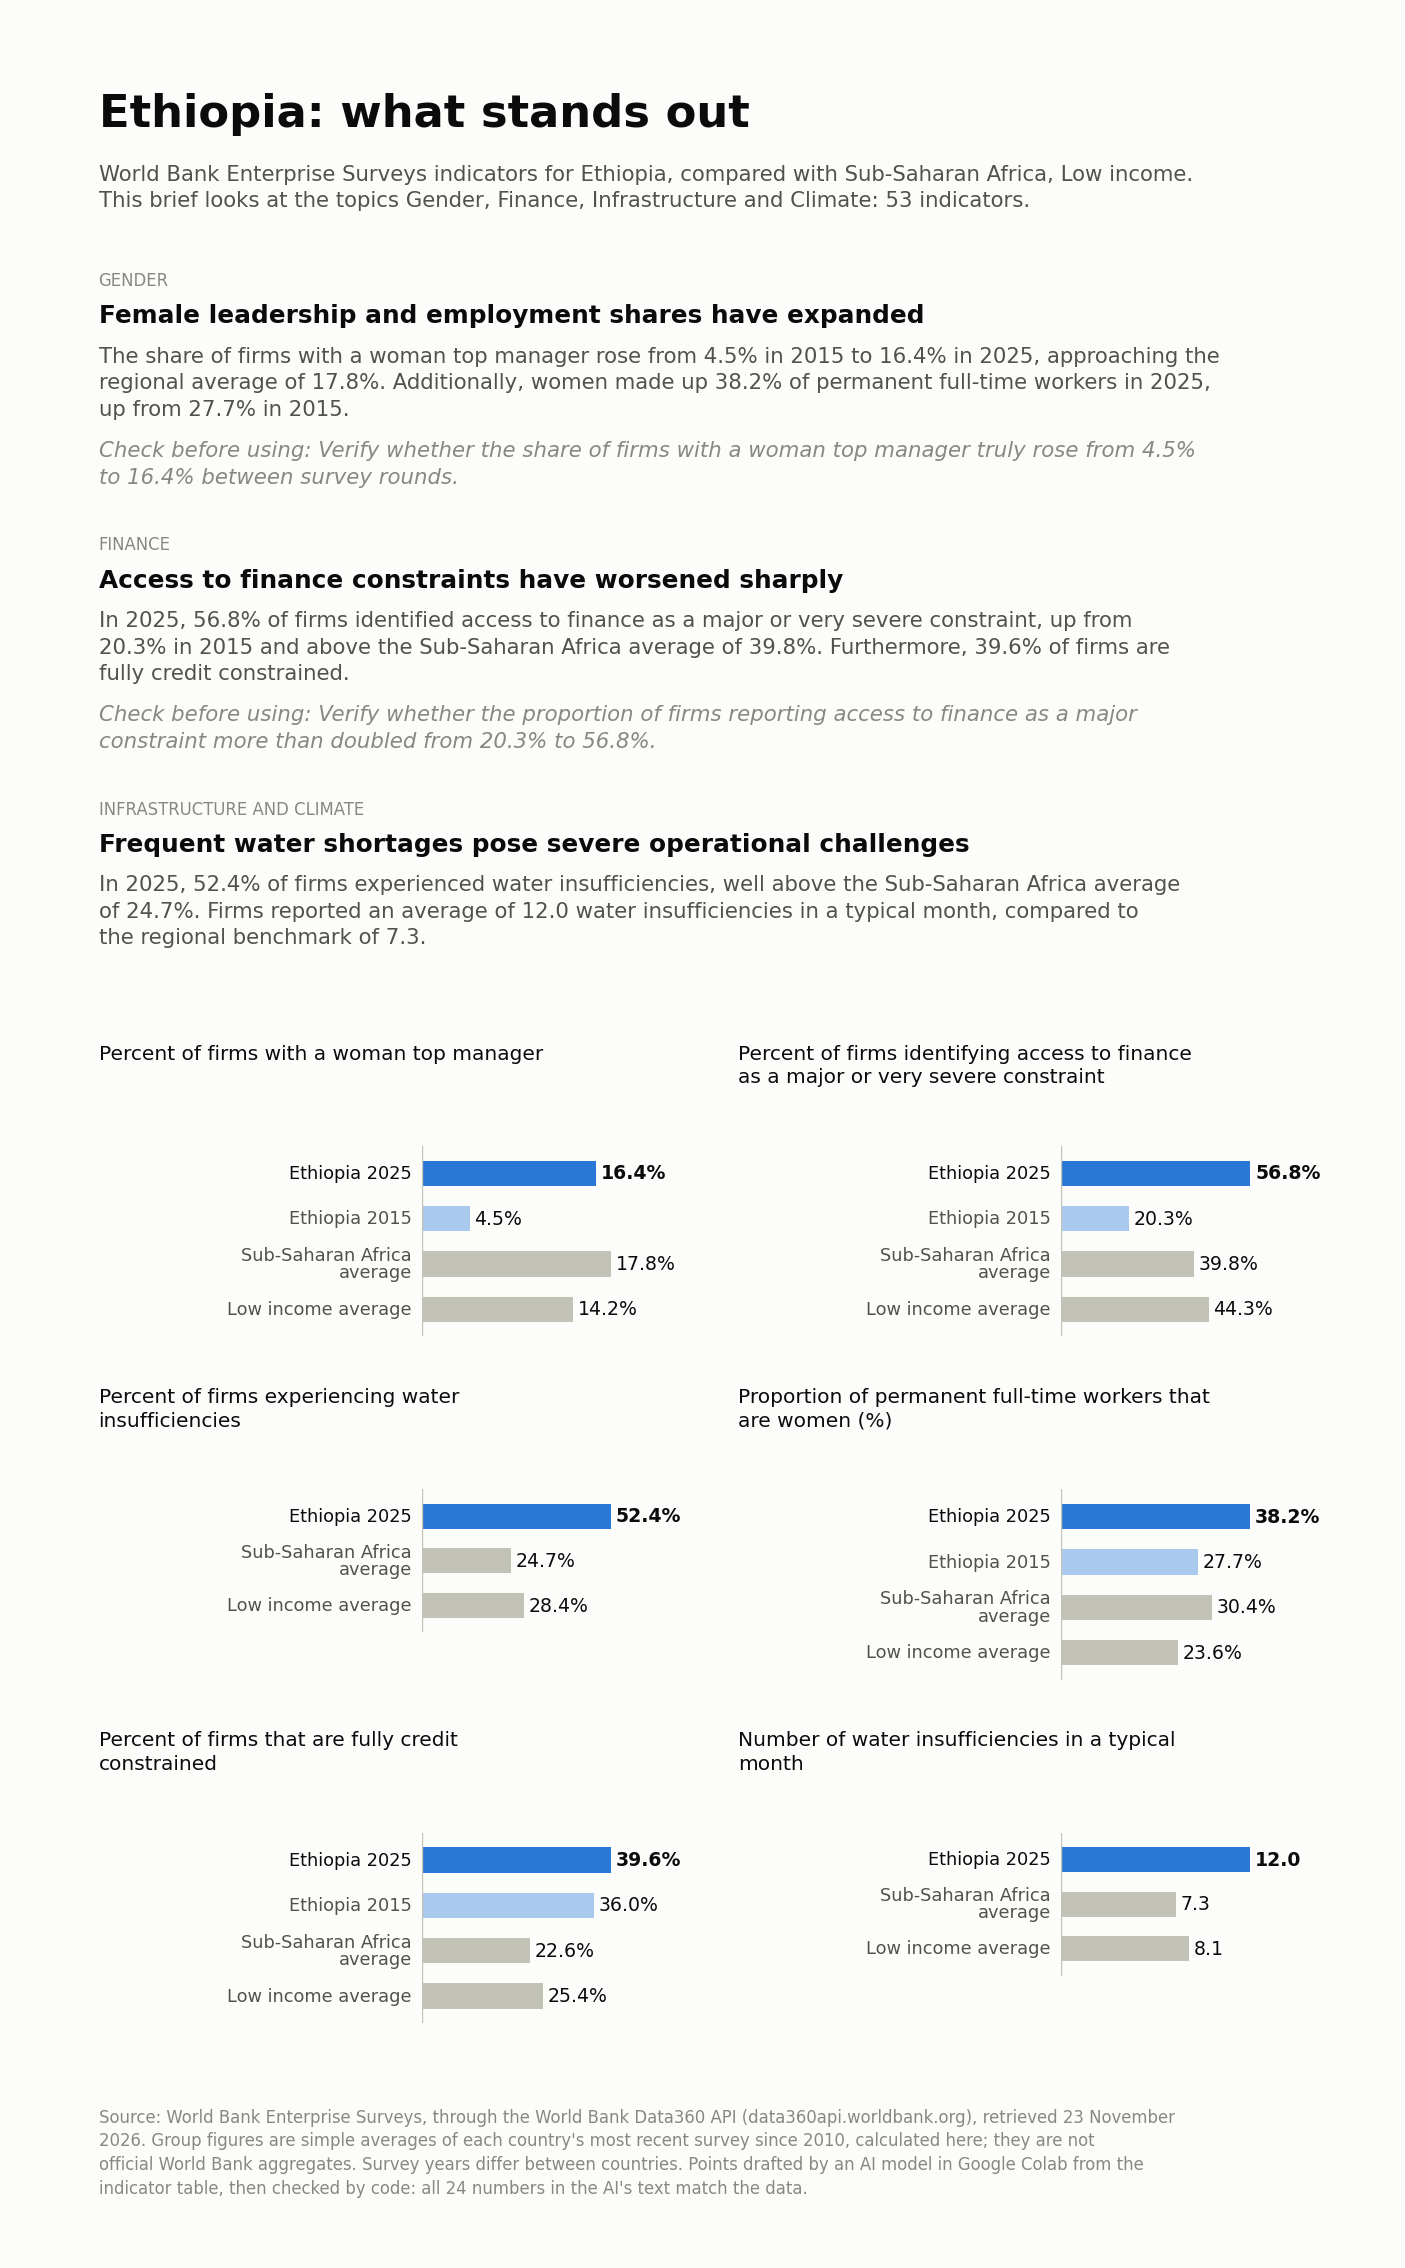 Ethiopia: what stands out
World Bank Enterprise Surveys indicators for Ethiopia, compared with Sub-Saharan Africa, Low income.
This brief looks at the topics Gender, Finance, Infrastructure and Climate: 53 indicators.
GENDER
Female leadership and employment shares have expanded
The share of firms with a woman top manager rose from 4.5% in 2015 to 16.4% in 2025, approaching the
regional average of 17.8%. Additionally, women made up 38.2% of permanent full-time workers in 2025,
up from 27.7% in 2015.
Check before using: Verify whether the share of firms with a woman top manager truly rose from 4.5%
to 16.4% between survey rounds.
FINANCE
Access to finance constraints have worsened sharply
In 2025, 56.8% of firms identified access to finance as a major or very severe constraint, up from
20.3% in 2015 and above the Sub-Saharan Africa average of 39.8%. Furthermore, 39.6% of firms are
fully credit constrained.
Check before using: Verify whether the proportion of firms reporting access to finance as a major
constraint more than doubled from 20.3% to 56.8%.
INFRASTRUCTURE AND CLIMATE
Frequent water shortages pose severe operational challenges
In 2025, 52.4% of firms experienced water insufficiencies, well above the Sub-Saharan Africa average
of 24.7%. Firms reported an average of 12.0 water insufficiencies in a typical month, compared to
the regional benchmark of 7.3.
Percent of firms with a woman top manager
Ethiopia 2025 16.4%
Ethiopia 2015 4.5%
Sub-Saharan Africa
average 17.8%
Low income average 14.2%
Percent of firms identifying access to finance
as a major or very severe constraint
Ethiopia 2025 56.8%
Ethiopia 2015 20.3%
Sub-Saharan Africa
average 39.8%
Low income average 44.3%
Percent of firms experiencing water
insufficiencies
Ethiopia 2025 52.4%
Sub-Saharan Africa
average 24.7%
Low income average 28.4%
Proportion of permanent full-time workers that
are women (%)
Ethiopia 2025 38.2%
Ethiopia 2015 27.7%
Sub-Saharan Africa
average 30.4%
Low income average 23.6%
Percent of firms that are fully credit
constrained
Ethiopia 2025 39.6%
Ethiopia 2015 36.0%
Sub-Saharan Africa
average 22.6%
Low income average 25.4%
Number of water insufficiencies in a typical
month
Ethiopia 2025 12.0
Sub-Saharan Africa
average 7.3
Low income average 8.1
Source: World Bank Enterprise Surveys, through the World Bank Data360 API (data360api.worldbank.org), retrieved 23 November
2026. Group figures are simple averages of each country's most recent survey since 2010, calculated here; they are not
official World Bank aggregates. Survey years differ between countries. Points drafted by an AI model in Google Colab from the
indicator table, then checked by code: all 24 numbers in the AI's text match the data.